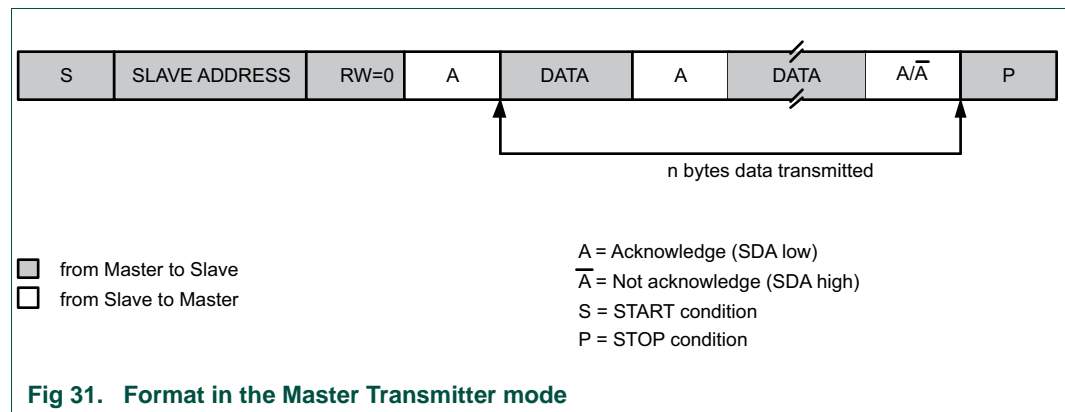 S SLAVE ADDRESS RW=0 A DATA A DATA A/A̅ P
n bytes data transmitted
from Master to Slave
from Slave to Master
A = Acknowledge (SDA low)
A̅ = Not acknowledge (SDA high)
S = START condition
P = STOP condition
Fig 31. Format in the Master Transmitter mode